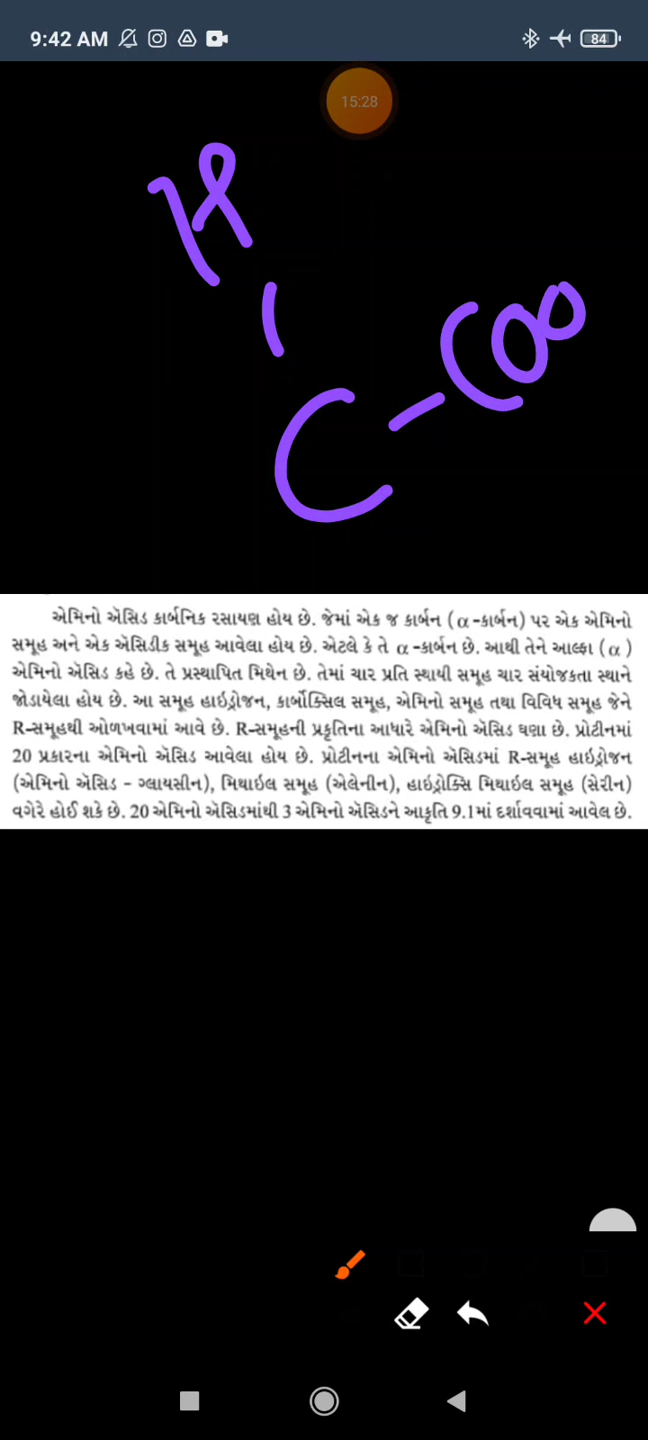 9:42 AM
84
15:28
H
C - COO
એમિનો ઍસિડ કાર્બનિક રસાયણ હોય છે. જેમાં એક જ કાર્બન (α-કાર્બન) પર એક એમિનો
સમૂહ અને એક ઍસિડીક સમૂહ આવેલા હોય છે. એટલે કે તે α-કાર્બન છે. આથી તેને આલ્ફા (α)
એમિનો ઍસિડ કહે છે. તે પ્રસ્થાપિત મિથેન છે. તેમાં ચાર પ્રતિ સ્થાયી સમૂહ ચાર સંયોજકતા સ્થાને
જોડાયેલા હોય છે. આ સમૂહ હાઇડ્રોજન, કાર્બોક્સિલ સમૂહ, એમિનો સમૂહ તથા વિવિધ સમૂહ જેને
R-સમૂહથી ઓળખવામાં આવે છે. R-સમૂહની પ્રકૃતિના આધારે એમિનો ઍસિડ ઘણા છે. પ્રોટીનમાં
20 પ્રકારના એમિનો ઍસિડ આવેલા હોય છે. પ્રોટીનના એમિનો ઍસિડમાં R-સમૂહ હાઇડ્રોજન
(એમિનો ઍસિડ - ગ્લાયસીન), મિથાઇલ સમૂહ (એલેનીન), હાઇડ્રોક્સિ મિથાઇલ સમૂહ (સેરીન)
વગેરે હોઈ શકે છે. 20 એમિનો ઍસિડમાંથી 3 એમિનો ઍસિડને આકૃતિ 9.1માં દર્શાવવામાં આવેલ છે.